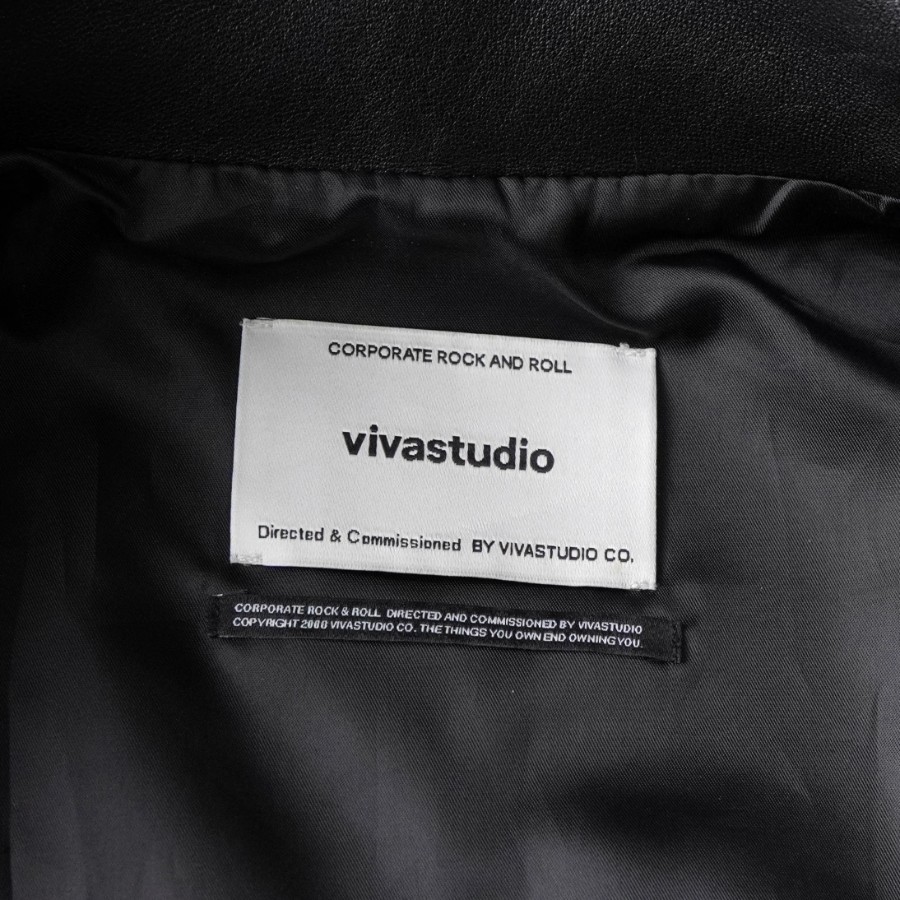 CORPORATE ROCK AND ROLL
vivastudio
Directed & Commissioned BY VIVASTUDIO CO.
CORPORATE ROCK & ROLL DIRECTED AND COMMISSIONED BY VIVASTUDIO
COPYRIGHT 2000 VIVASTUDIO CO. THE THINGS YOU OWN END OWNING YOU.